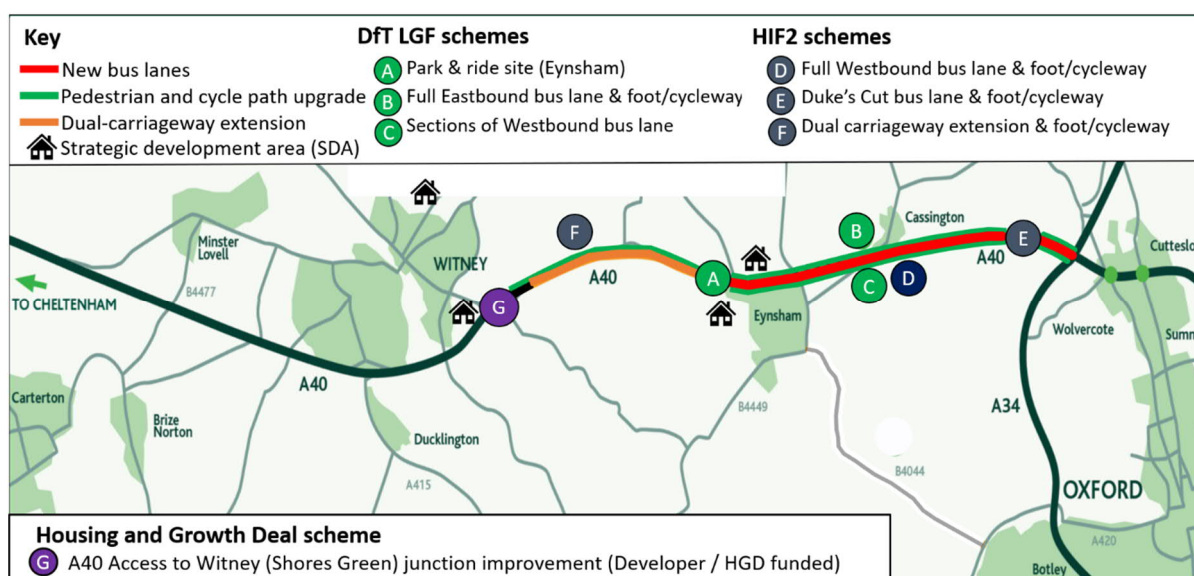 Key
New bus lanes
Pedestrian and cycle path upgrade
Dual-carriageway extension
Strategic development area (SDA)
DfT LGF schemes
A Park & ride site (Eynsham)
B Full Eastbound bus lane & foot/cycleway
C Sections of Westbound bus lane
HIF2 schemes
D Full Westbound bus lane & foot/cycleway
E Duke's Cut bus lane & foot/cycleway
F Dual carriageway extension & foot/cycleway
Minster
Lovell
WITNEY
F
A40
A
B
Cassington
A40
E
Cutteslo
TO CHELTENHAM
B4477
G
C
D
Eynsham
Wolvercote
Summ
A40
Carterton
Brize
Norton
Ducklington
A415
B4449
B4044
A34
OXFORD
A420
Botley
Housing and Growth Deal scheme
G A40 Access to Witney (Shores Green) junction improvement (Developer / HGD funded)